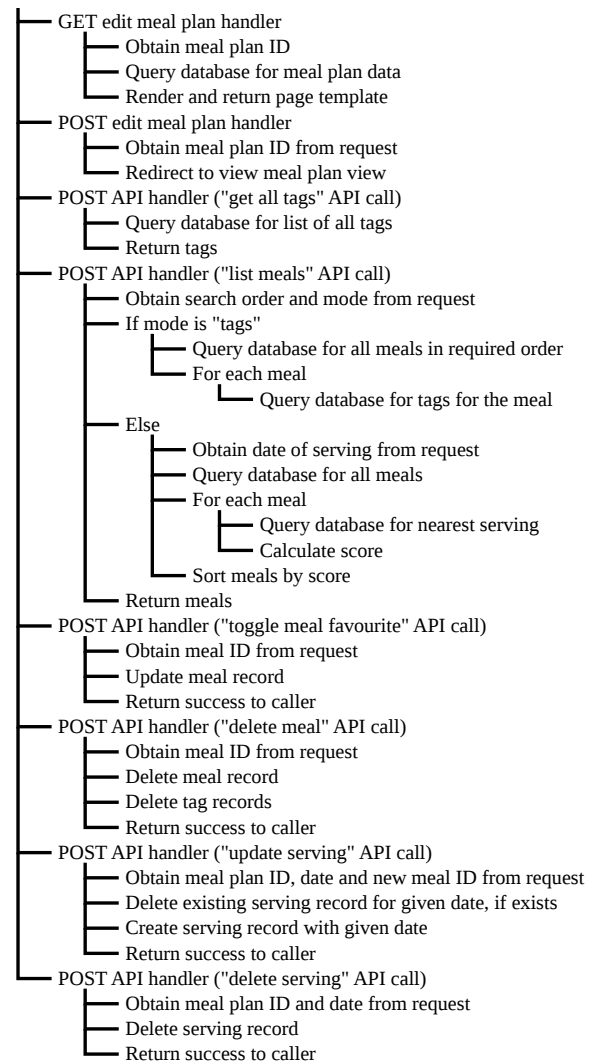 GET edit meal plan handler
Obtain meal plan ID
Query database for meal plan data
Render and return page template
POST edit meal plan handler
Obtain meal plan ID from request
Redirect to view meal plan view
POST API handler ("get all tags" API call)
Query database for list of all tags
Return tags
POST API handler ("list meals" API call)
Obtain search order and mode from request
If mode is "tags"
Query database for all meals in required order
For each meal
Query database for tags for the meal
Else
Obtain date of serving from request
Query database for all meals
For each meal
Query database for nearest serving
Calculate score
Sort meals by score
Return meals
POST API handler ("toggle meal favourite" API call)
Obtain meal ID from request
Update meal record
Return success to caller
POST API handler ("delete meal" API call)
Obtain meal ID from request
Delete meal record
Delete tag records
Return success to caller
POST API handler ("update serving" API call)
Obtain meal plan ID, date and new meal ID from request
Delete existing serving record for given date, if exists
Create serving record with given date
Return success to caller
POST API handler ("delete serving" API call)
Obtain meal plan ID and date from request
Delete serving record
Return success to caller